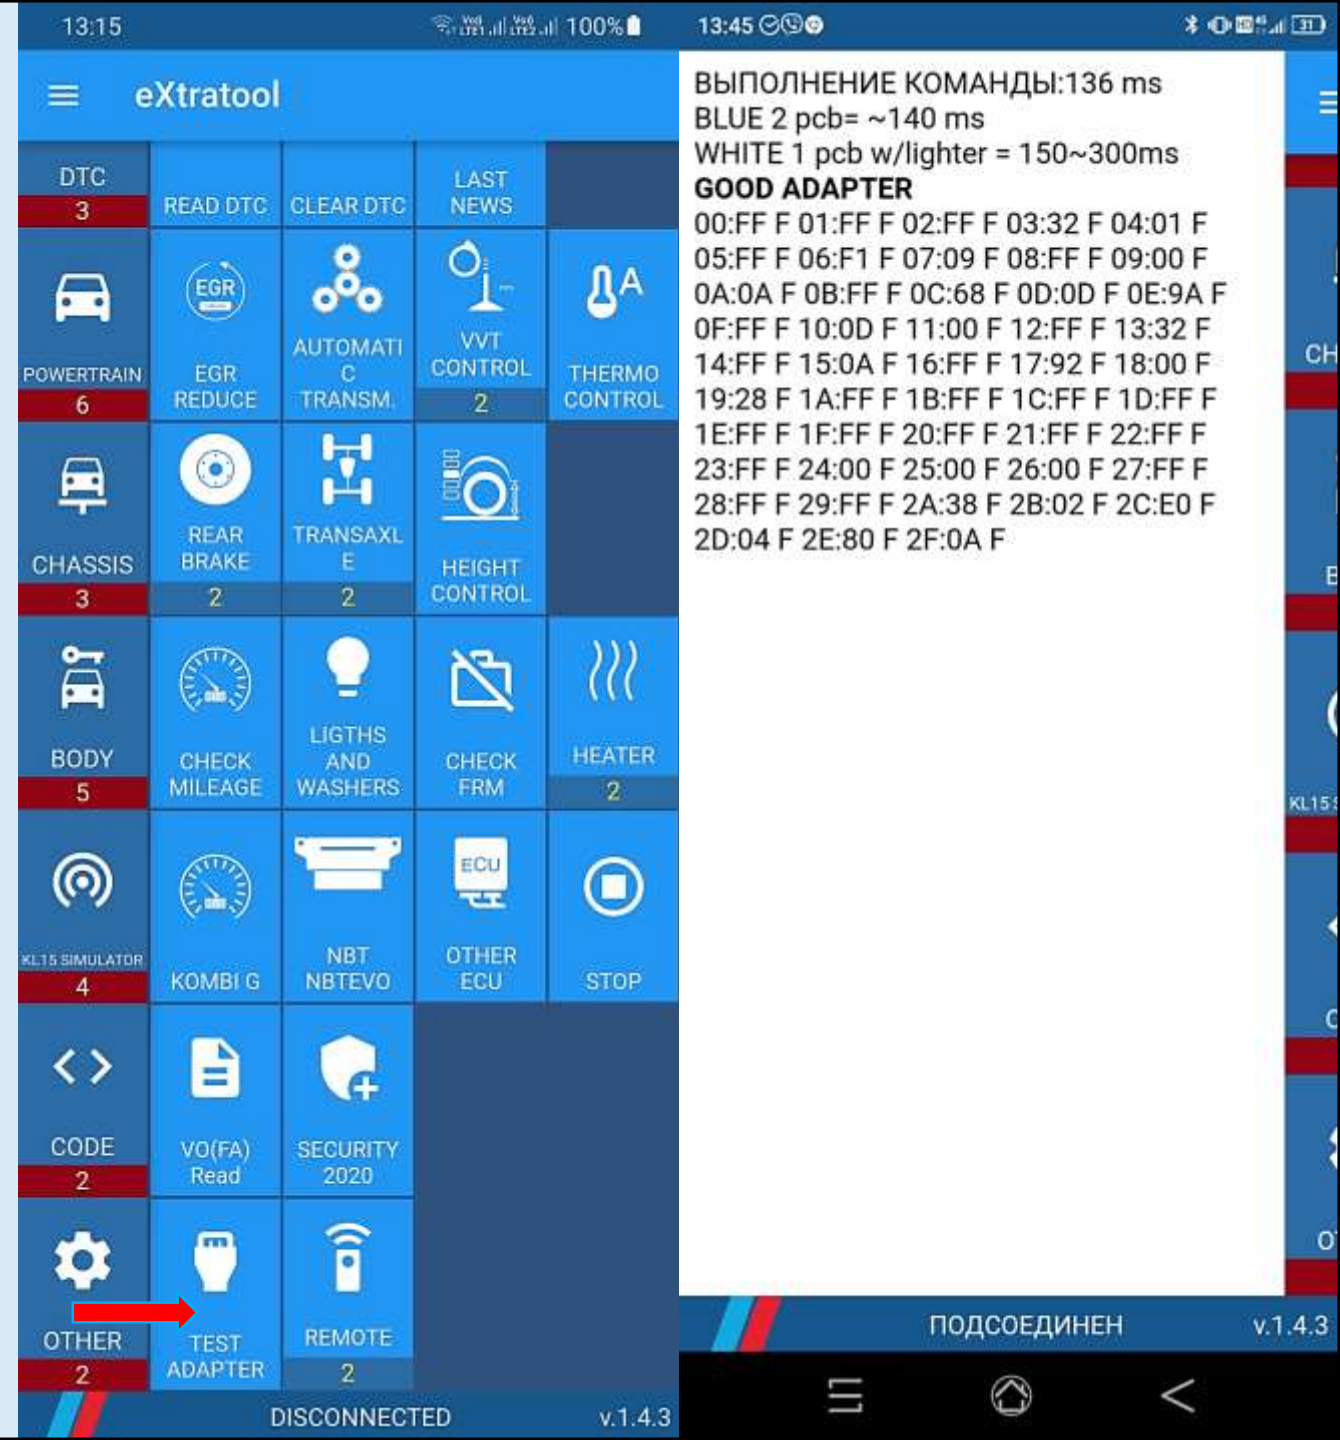 13:15
100%
eXtratool
DTC
3
READ DTC
CLEAR DTC
LAST
NEWS
POWERTRAIN
6
EGR
EGR
REDUCE
AUTOMATI
C
TRANSM.
VVT
CONTROL
2
A
THERMO
CONTROL
CHASSIS
3
REAR
BRAKE
2
TRANSAXL
E
2
HEIGHT
CONTROL
BODY
5
CHECK
MILEAGE
LIGTHS
AND
WASHERS
CHECK
FRM
HEATER
2
KL15 SIMULATOR
4
KOMBI G
NBT
NBTEVO
ECU
OTHER
ECU
STOP
CODE
2
VO(FA)
Read
SECURITY
2020
OTHER
2
TEST
ADAPTER
REMOTE
2
DISCONNECTED
v.1.4.3
13:45
31
ВЫПОЛНЕНИЕ КОМАНДЫ:136 ms
BLUE 2 pcb= ~140 ms
WHITE 1 pcb w/lighter = 150~300ms
GOOD ADAPTER
00:FF F 01:FF F 02:FF F 03:32 F 04:01 F
05:FF F 06:F1 F 07:09 F 08:FF F 09:00 F
0A:0A F 0B:FF F 0C:68 F 0D:0D F 0E:9A F
0F:FF F 10:0D F 11:00 F 12:FF F 13:32 F
14:FF F 15:0A F 16:FF F 17:92 F 18:00 F
19:28 F 1A:FF F 1B:FF F 1C:FF F 1D:FF F
1E:FF F 1F:FF F 20:FF F 21:FF F 22:FF F
23:FF F 24:00 F 25:00 F 26:00 F 27:FF F
28:FF F 29:FF F 2A:38 F 2B:02 F 2C:E0 F
2D:04 F 2E:80 F 2F:0A F
CH
KL15
ПОДСОЕДИНЕН
v.1.4.3